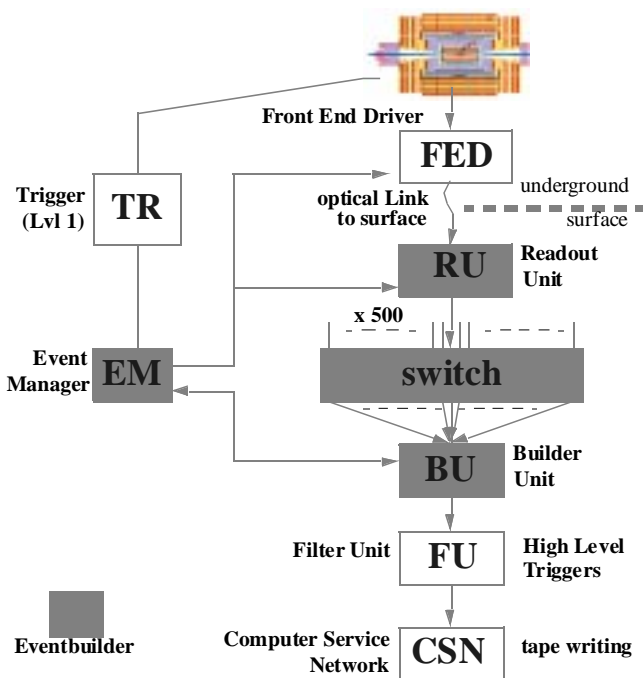 Front End Driver
FED
Trigger
(Lvl 1)
TR
optical Link
to surface
underground
surface
RU
Readout
Unit
x 500
Event
Manager
EM
switch
BU
Builder
Unit
Filter Unit
FU
High Level
Triggers
Eventbuilder
Computer Service
Network
CSN
tape writing